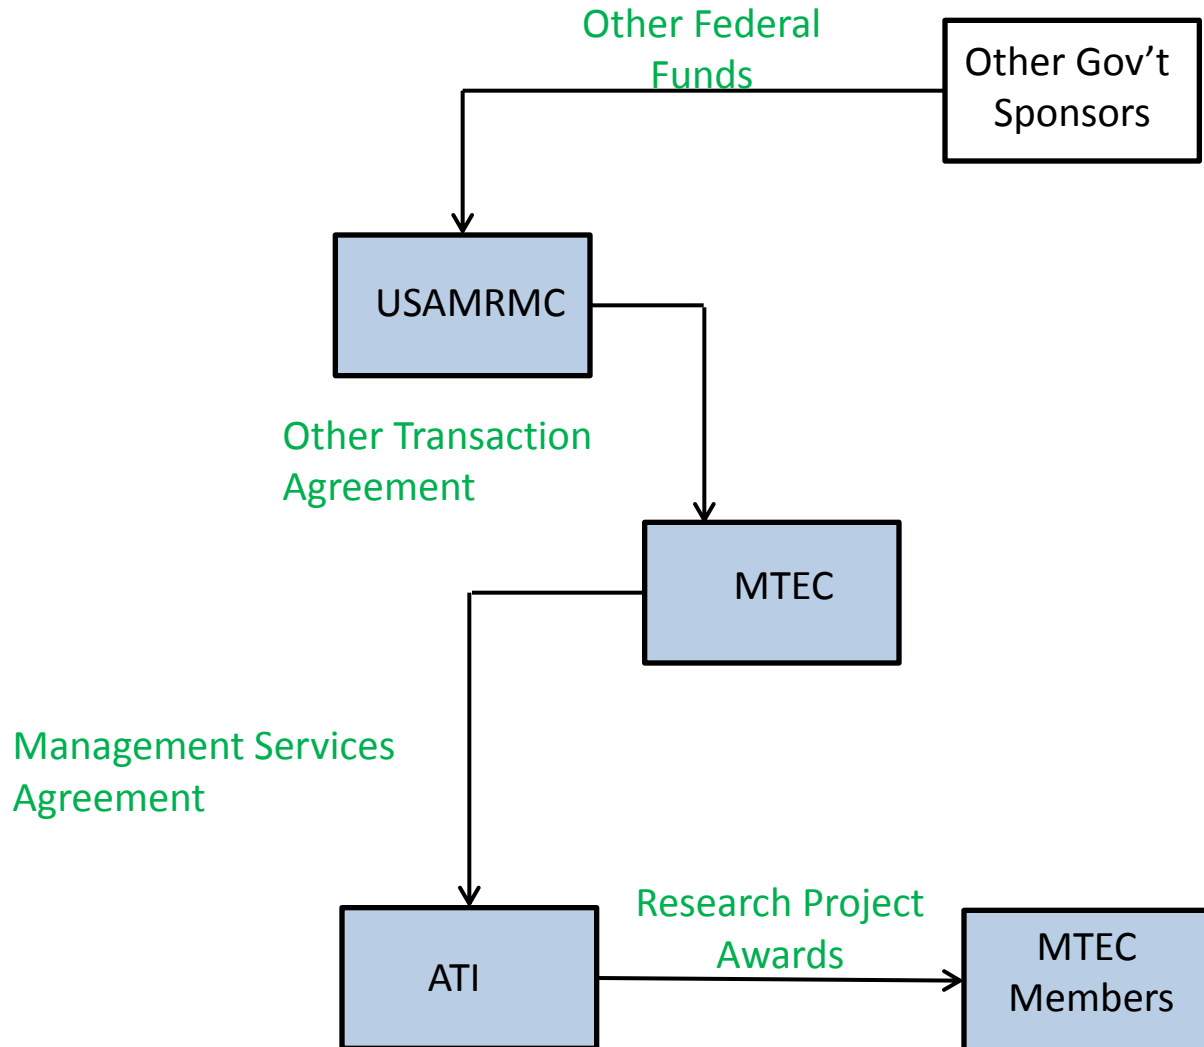 Other Federal
Funds
Other Gov’t
Sponsors
USAMRMC
Other Transaction
Agreement
MTEC
Management Services
Agreement
ATI
Research Project
Awards
MTEC
Members